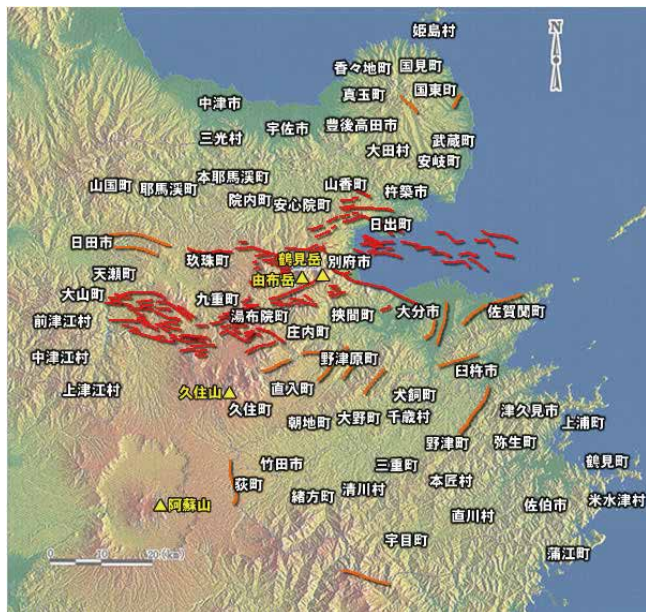 姫島村
N
香々地町
国見町
真玉町
国東町
中津市
三光村
宇佐市
豊後高田市
武蔵町
大田村
安岐町
本耶馬渓町
山香町
山国町
耶馬渓町
院内町
安心院町
杵築市
日出町
日田市
玖珠町
鶴見岳
別府市
天瀬町
由布岳
大山町
九重町
湯布院町
挾間町
大分市
佐賀関町
前津江村
庄内町
中津江村
野津原町
臼杵市
上津江村
久住山
直入町
久住町
犬飼町
朝地町
大野町
千歳村
津久見市
上浦町
野津町
弥生町
竹田市
三重町
鶴見町
荻町
緒方町
清川村
本匠村
阿蘇山
直川村
佐伯市
米水津村
宇目町
蒲江町
0 10 20(km)